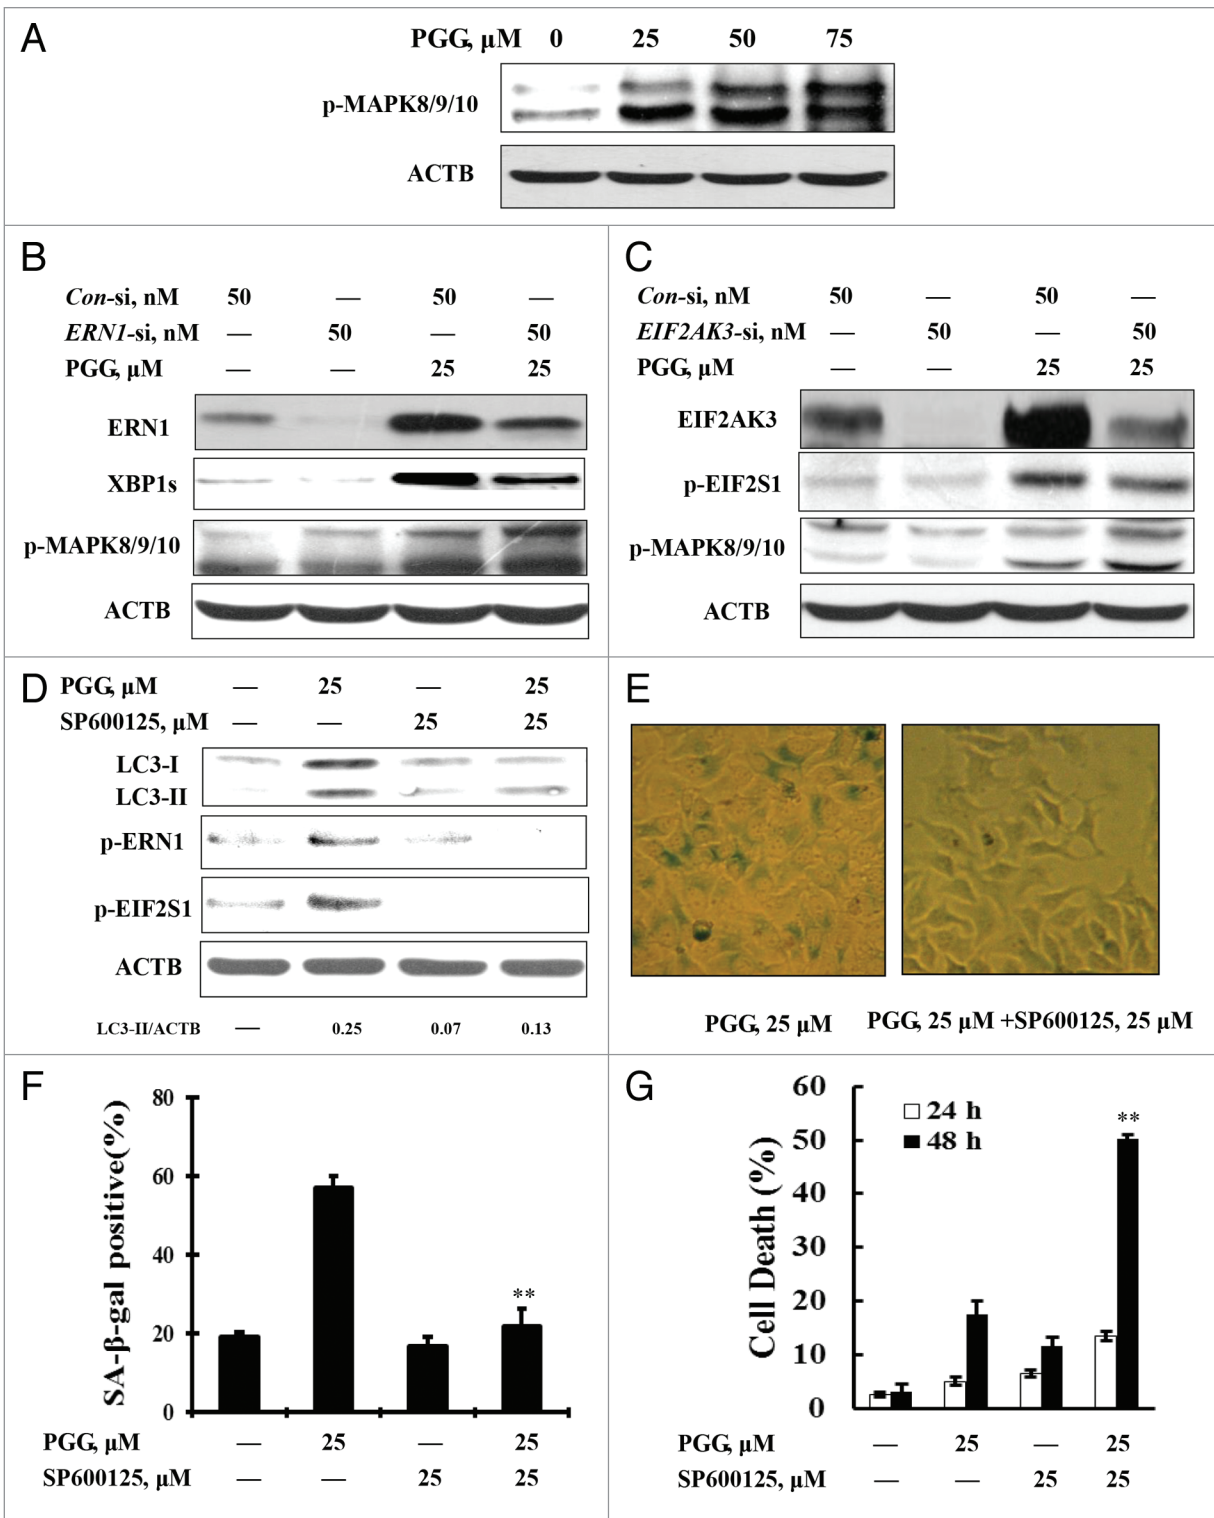 A
PGG, μM 0 25 50 75
p-MAPK8/9/10
ACTB
B
Con-si, nM 50 — 50 —
ERN1-si, nM — 50 — 50
PGG, μM — — 25 25
ERN1
XBP1s
p-MAPK8/9/10
ACTB
C
Con-si, nM 50 — 50 —
EIF2AK3-si, nM — 50 — 50
PGG, μM — — 25 25
EIF2AK3
p-EIF2S1
p-MAPK8/9/10
ACTB
D
PGG, μM — 25 — 25
SP600125, μM — — 25 25
LC3-I
LC3-II
p-ERN1
p-EIF2S1
ACTB
LC3-II/ACTB — 0.25 0.07 0.13
E
PGG, 25 μM
PGG, 25 μM +SP600125, 25 μM
F
SA-β-gal positive(%)
80
60
40
20
0
**
PGG, μM — 25 — 25
SP600125, μM — — 25 25
G
Cell Death (%)
60
50
40
30
20
10
0
24 h
48 h
**
PGG, μM — 25 — 25
SP600125, μM — — 25 25